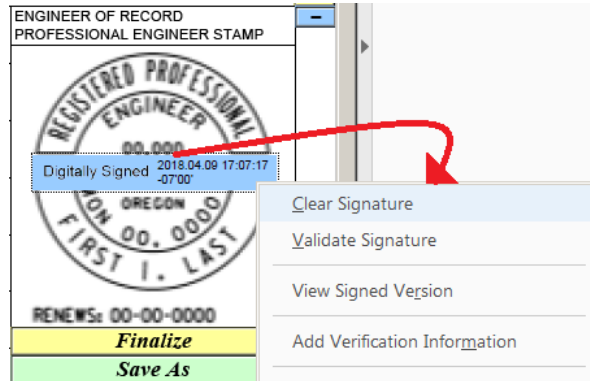 ENGINEER OF RECORD
PROFESSIONAL ENGINEER STAMP
REGISTERED PROFESSIONAL
ENGINEER
00,000
Digitally Signed 2018.04.09 17:07:17
-07'00'
OREGON
MON 00, 0000
FIRST I. LAST
RENEWS: 00-00-0000
Finalize
Save As
Clear Signature
Validate Signature
View Signed Version
Add Verification Information